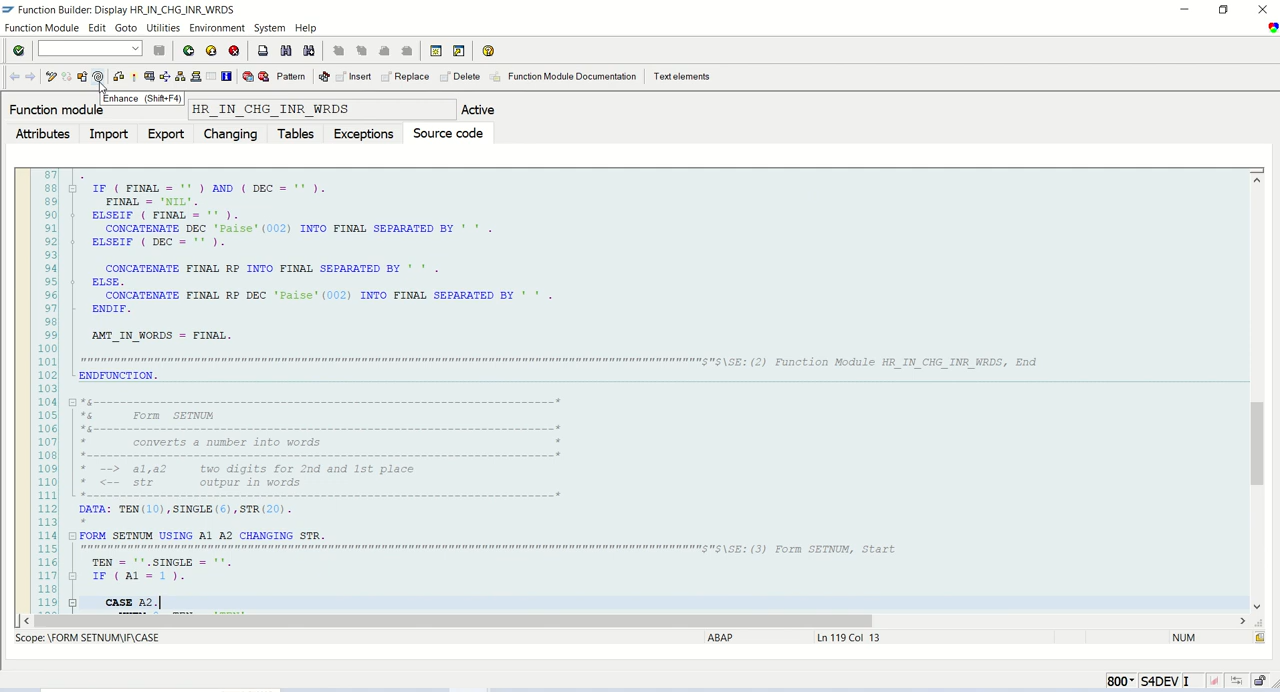 Function Builder: Display HR_IN_CHG_INR_WRDS
Function Module Edit Goto Utilities Environment System Help
Pattern Insert Replace Delete Function Module Documentation Text elements
Enhance (Shift+F4)
Function module HR_IN_CHG_INR_WRDS Active
Attributes Import Export Changing Tables Exceptions Source code
87 .
88 IF ( FINAL = '' ) AND ( DEC = '' ).
89 FINAL = 'NIL'.
90 ELSEIF ( FINAL = '' ).
91 CONCATENATE DEC 'Paise'(002) INTO FINAL SEPARATED BY ' ' .
92 ELSEIF ( DEC = '' ).
93
94 CONCATENATE FINAL RP INTO FINAL SEPARATED BY ' ' .
95 ELSE.
96 CONCATENATE FINAL RP DEC 'Paise'(002) INTO FINAL SEPARATED BY ' ' .
97 ENDIF.
98
99 AMT_IN_WORDS = FINAL.
100
101 """"""""""""""""""""""""""""""""""""""""""""""""""""""""""""""""""""""""""""""""""""""""""""""$"$\SE:(2) Function Module HR_IN_CHG_INR_WRDS, End
102 ENDFUNCTION.
103
104 *&---------------------------------------------------------------------*
105 *& Form SETNUM
106 *&---------------------------------------------------------------------*
107 * converts a number into words *
108 *----------------------------------------------------------------------*
109 * --> a1,a2 two digits for 2nd and 1st place
110 * <-- str outpur in words
111 *----------------------------------------------------------------------*
112 DATA: TEN(10),SINGLE(6),STR(20).
113 *
114 FORM SETNUM USING A1 A2 CHANGING STR.
115 """"""""""""""""""""""""""""""""""""""""""""""""""""""""""""""""""""""""""""""""""""""""""""""$"$\SE:(3) Form SETNUM, Start
116 TEN = ''.SINGLE = ''.
117 IF ( A1 = 1 ).
118
119 CASE A2.
Scope: \FORM SETNUM\IF\CASE ABAP Ln 119 Col 13 NUM
800 S4DEV I